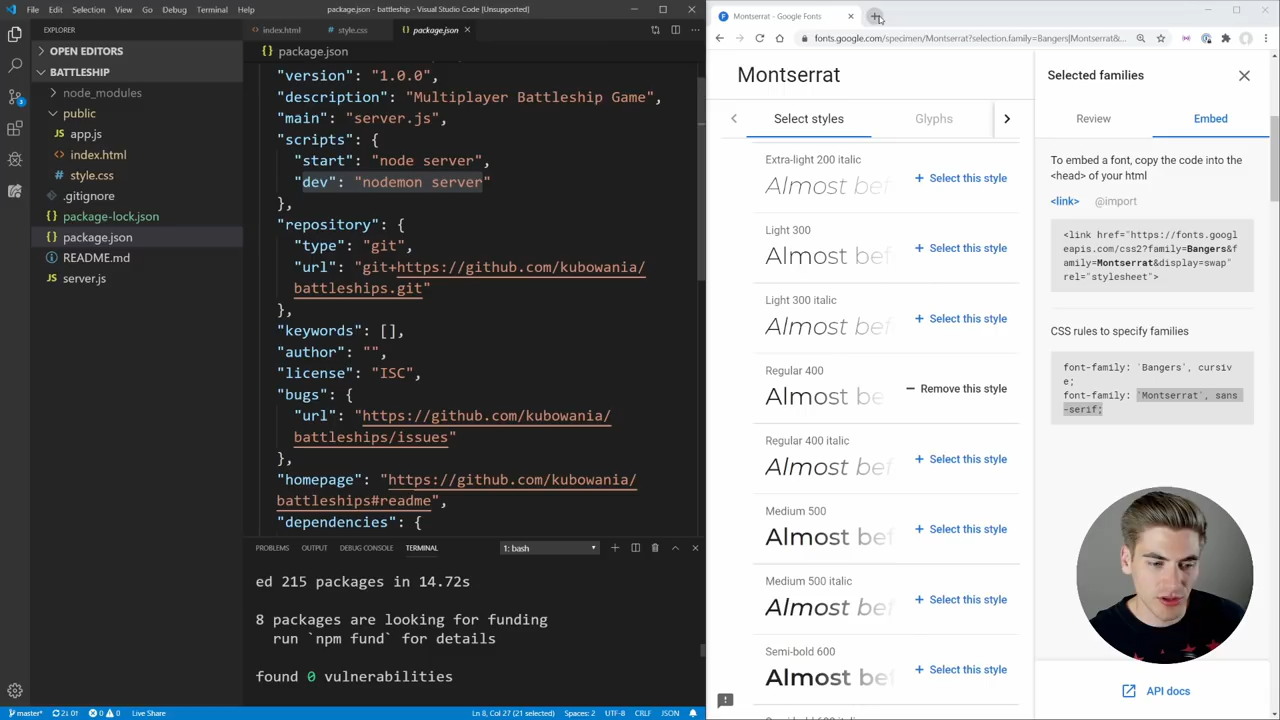 File Edit Selection View Go Debug Terminal Help
package.json - battleship - Visual Studio Code [Unsupported]
EXPLORER
OPEN EDITORS
BATTLESHIP
node_modules
public
JS app.js
<> index.html
# style.css
.gitignore
{} package-lock.json
{} package.json
README.md
JS server.js
<> index.html
# style.css
{} package.json
{} package.json
"version": "1.0.0",
"description": "Multiplayer Battleship Game",
"main": "server.js",
"scripts": {
"start": "node server",
"dev": "nodemon server"
},
"repository": {
"type": "git",
"url": "git+https://github.com/kubowania/
battleships.git"
},
"keywords": [],
"author": "",
"license": "ISC",
"bugs": {
"url": "https://github.com/kubowania/
battleships/issues"
},
"homepage": "https://github.com/kubowania/
battleships#readme",
"dependencies": {
PROBLEMS OUTPUT DEBUG CONSOLE TERMINAL
1: bash
ed 215 packages in 14.72s
8 packages are looking for funding
run `npm fund` for details
found 0 vulnerabilities
master*
2↓ 0↑
0
0
Live Share
Ln 8, Col 27 (21 selected)
Spaces: 2
UTF-8
CRLF
JSON
Montserrat - Google Fonts
fonts.google.com/specimen/Montserrat?selection.family=Bangers|Montserrat&...
Montserrat
Select styles
Glyphs
Extra-light 200 italic
Almost bef
+ Select this style
Light 300
Almost bef
+ Select this style
Light 300 italic
Almost bef
+ Select this style
Regular 400
Almost be
— Remove this style
Regular 400 italic
Almost bef
+ Select this style
Medium 500
Almost bef
+ Select this style
Medium 500 italic
Almost bef
+ Select this style
Semi-bold 600
Almost bef
+ Select this style
Selected families
Review
Embed
To embed a font, copy the code into the
<head> of your html
<link>
@import
<link href="https://fonts.googl
eapis.com/css2?family=Bangers&f
amily=Montserrat&display=swap"
rel="stylesheet">
CSS rules to specify families
font-family: 'Bangers', cursiv
e;
font-family: 'Montserrat', sans
-serif;
API docs